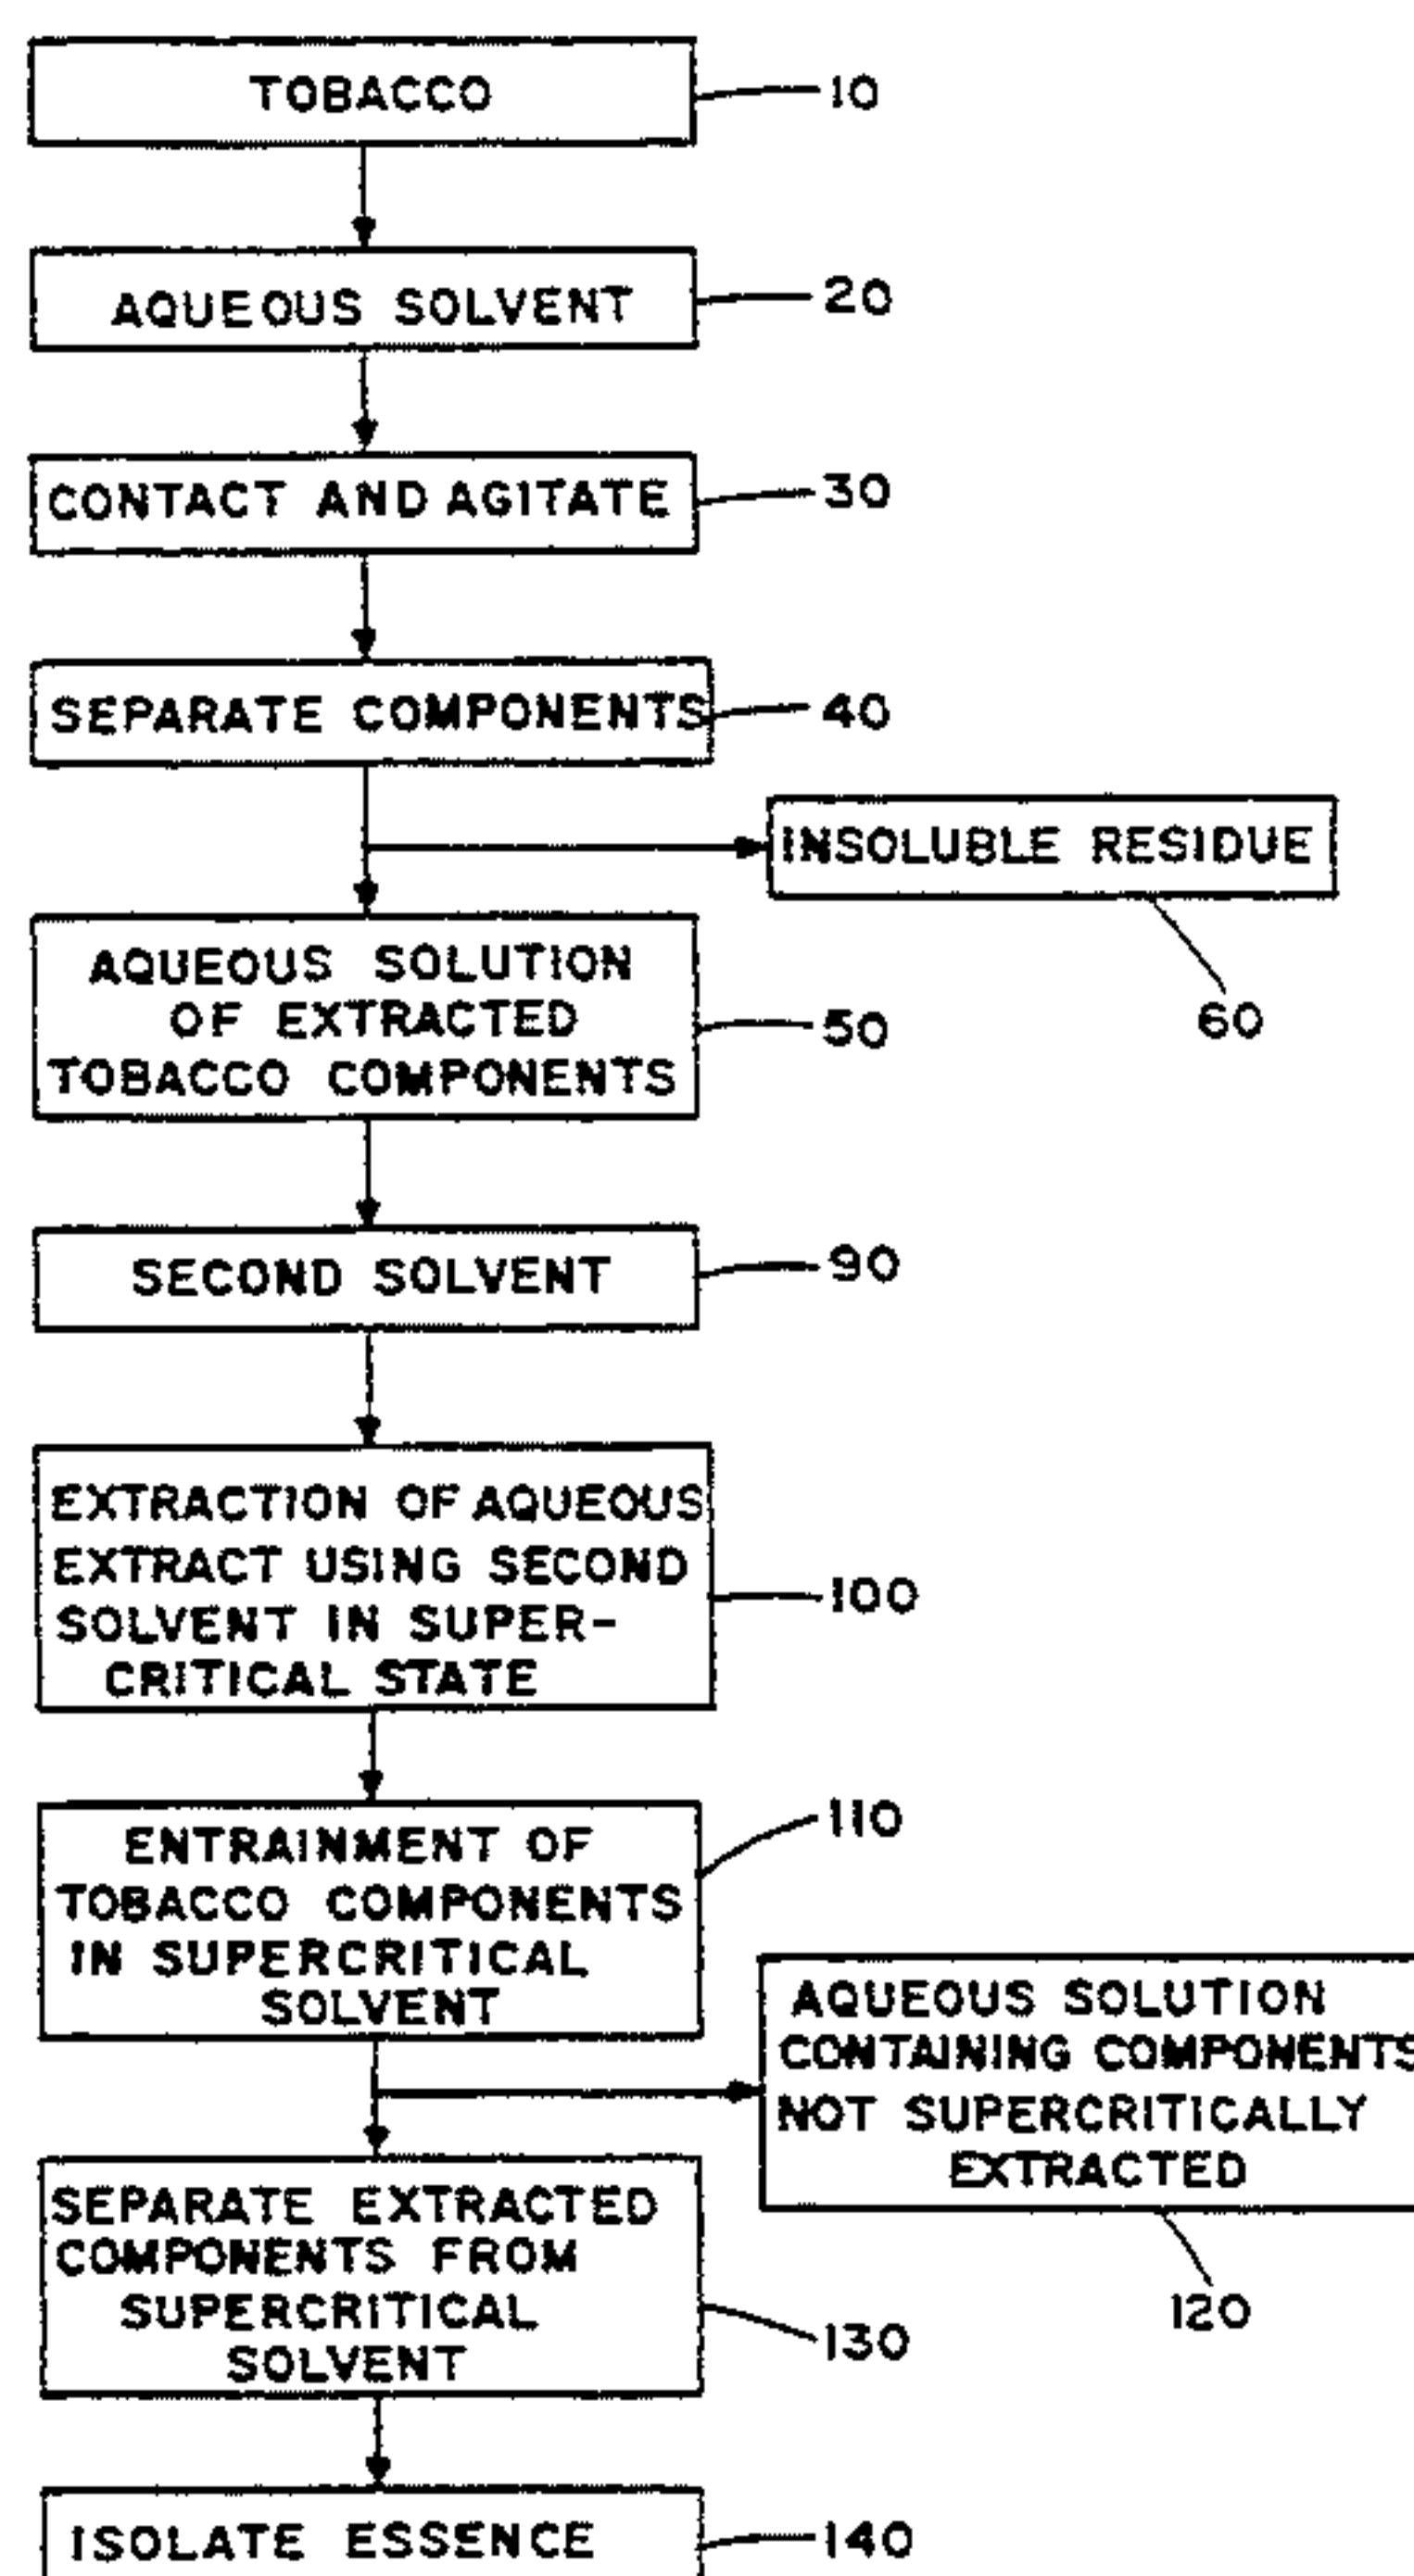 TOBACCO
10
AQUEOUS SOLVENT
20
CONTACT AND AGITATE
30
SEPARATE COMPONENTS
40
INSOLUBLE RESIDUE
60
AQUEOUS SOLUTION
OF EXTRACTED
TOBACCO COMPONENTS
50
SECOND SOLVENT
90
EXTRACTION OF AQUEOUS
EXTRACT USING SECOND
SOLVENT IN SUPER-
CRITICAL STATE
100
ENTRAINMENT OF
TOBACCO COMPONENTS
IN SUPERCRITICAL
SOLVENT
110
AQUEOUS SOLUTION
CONTAINING COMPONENTS
NOT SUPERCRITICALLY
EXTRACTED
120
SEPARATE EXTRACTED
COMPONENTS FROM
SUPERCRITICAL
SOLVENT
130
ISOLATE ESSENCE
140